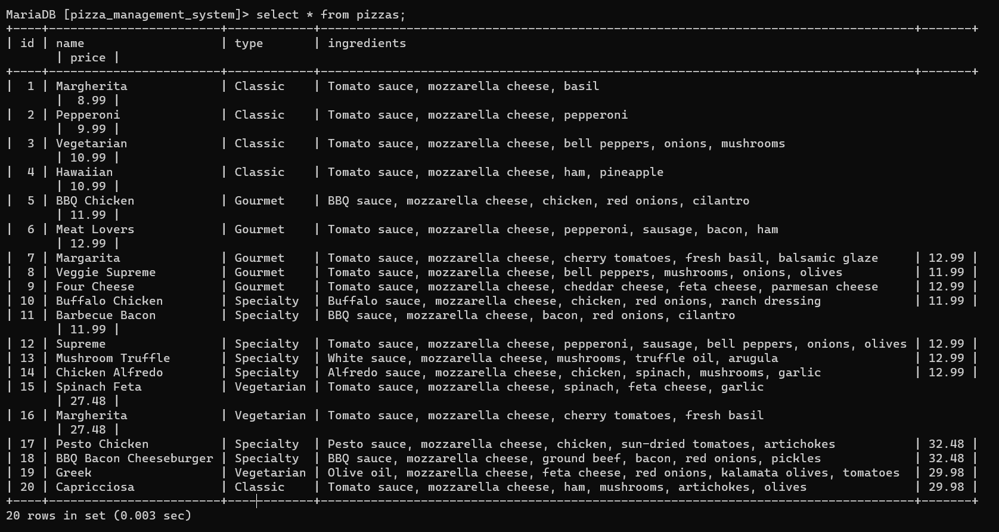 MariaDB [pizza_management_system]> select * from pizzas;
+----+------------------------+------------+-----------------------------------------------------------------------------------+-------+
| id | name                   | type       | ingredients
       | price |
+----+------------------------+------------+-----------------------------------------------------------------------------------+-------+
|  1 | Margherita             | Classic    | Tomato sauce, mozzarella cheese, basil
       |  8.99 |
|  2 | Pepperoni              | Classic    | Tomato sauce, mozzarella cheese, pepperoni
       |  9.99 |
|  3 | Vegetarian             | Classic    | Tomato sauce, mozzarella cheese, bell peppers, onions, mushrooms
       | 10.99 |
|  4 | Hawaiian               | Classic    | Tomato sauce, mozzarella cheese, ham, pineapple
       | 10.99 |
|  5 | BBQ Chicken            | Gourmet    | BBQ sauce, mozzarella cheese, chicken, red onions, cilantro
       | 11.99 |
|  6 | Meat Lovers            | Gourmet    | Tomato sauce, mozzarella cheese, pepperoni, sausage, bacon, ham
       | 12.99 |
|  7 | Margarita              | Gourmet    | Tomato sauce, mozzarella cheese, cherry tomatoes, fresh basil, balsamic glaze     | 12.99 |
|  8 | Veggie Supreme         | Gourmet    | Tomato sauce, mozzarella cheese, bell peppers, mushrooms, onions, olives          | 11.99 |
|  9 | Four Cheese            | Gourmet    | Tomato sauce, mozzarella cheese, cheddar cheese, feta cheese, parmesan cheese     | 12.99 |
| 10 | Buffalo Chicken        | Specialty  | Buffalo sauce, mozzarella cheese, chicken, red onions, ranch dressing             | 11.99 |
| 11 | Barbecue Bacon         | Specialty  | BBQ sauce, mozzarella cheese, bacon, red onions, cilantro
       | 11.99 |
| 12 | Supreme                | Specialty  | Tomato sauce, mozzarella cheese, pepperoni, sausage, bell peppers, onions, olives | 12.99 |
| 13 | Mushroom Truffle       | Specialty  | White sauce, mozzarella cheese, mushrooms, truffle oil, arugula                   | 12.99 |
| 14 | Chicken Alfredo        | Specialty  | Alfredo sauce, mozzarella cheese, chicken, spinach, mushrooms, garlic             | 12.99 |
| 15 | Spinach Feta           | Vegetarian | Tomato sauce, mozzarella cheese, spinach, feta cheese, garlic
       | 27.48 |
| 16 | Margherita             | Vegetarian | Tomato sauce, mozzarella cheese, cherry tomatoes, fresh basil
       | 27.48 |
| 17 | Pesto Chicken          | Specialty  | Pesto sauce, mozzarella cheese, chicken, sun-dried tomatoes, artichokes           | 32.48 |
| 18 | BBQ Bacon Cheeseburger | Specialty  | BBQ sauce, mozzarella cheese, ground beef, bacon, red onions, pickles             | 32.48 |
| 19 | Greek                  | Vegetarian | Olive oil, mozzarella cheese, feta cheese, red onions, kalamata olives, tomatoes  | 29.98 |
| 20 | Capricciosa            | Classic    | Tomato sauce, mozzarella cheese, ham, mushrooms, artichokes, olives               | 29.98 |
+----+------------------------+------------+-----------------------------------------------------------------------------------+-------+
20 rows in set (0.003 sec)